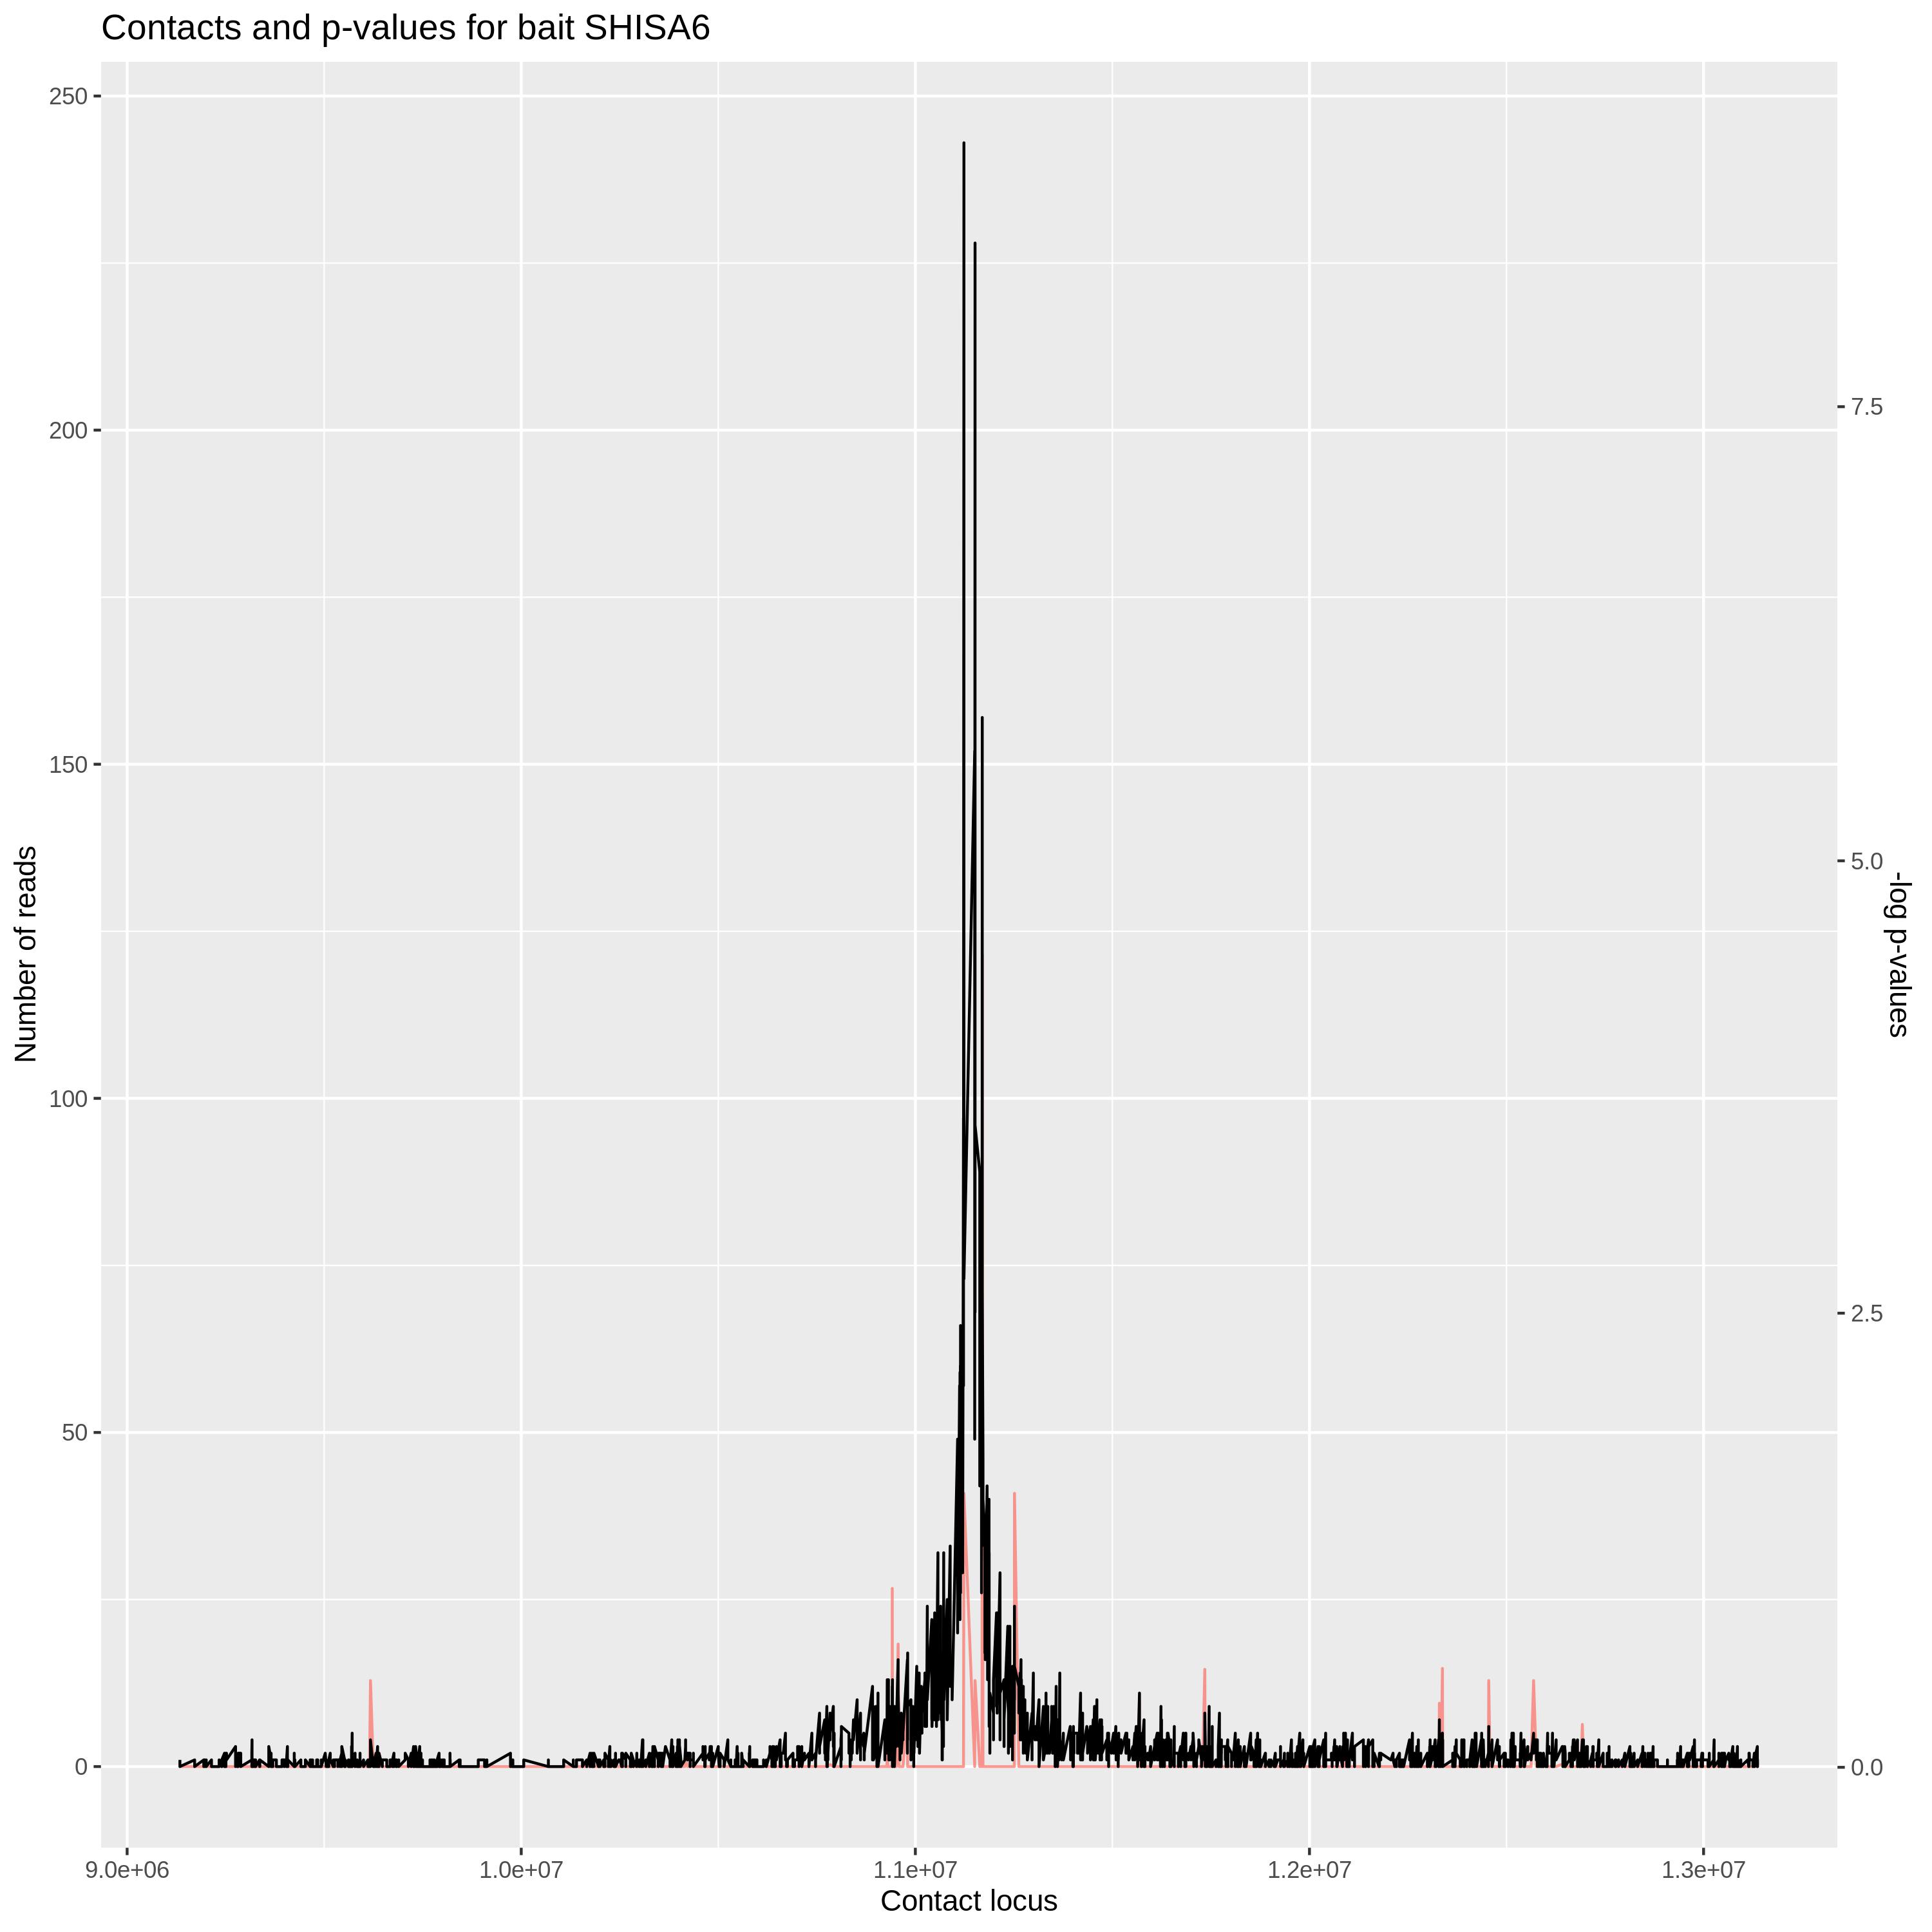 Contacts and p-values for bait SHISA6
250
200
150
100
50
0
Number of reads
7.5
5.0
2.5
0.0
-log p-values
9.0e+06
1.0e+07
1.1e+07
1.2e+07
1.3e+07
Contact locus